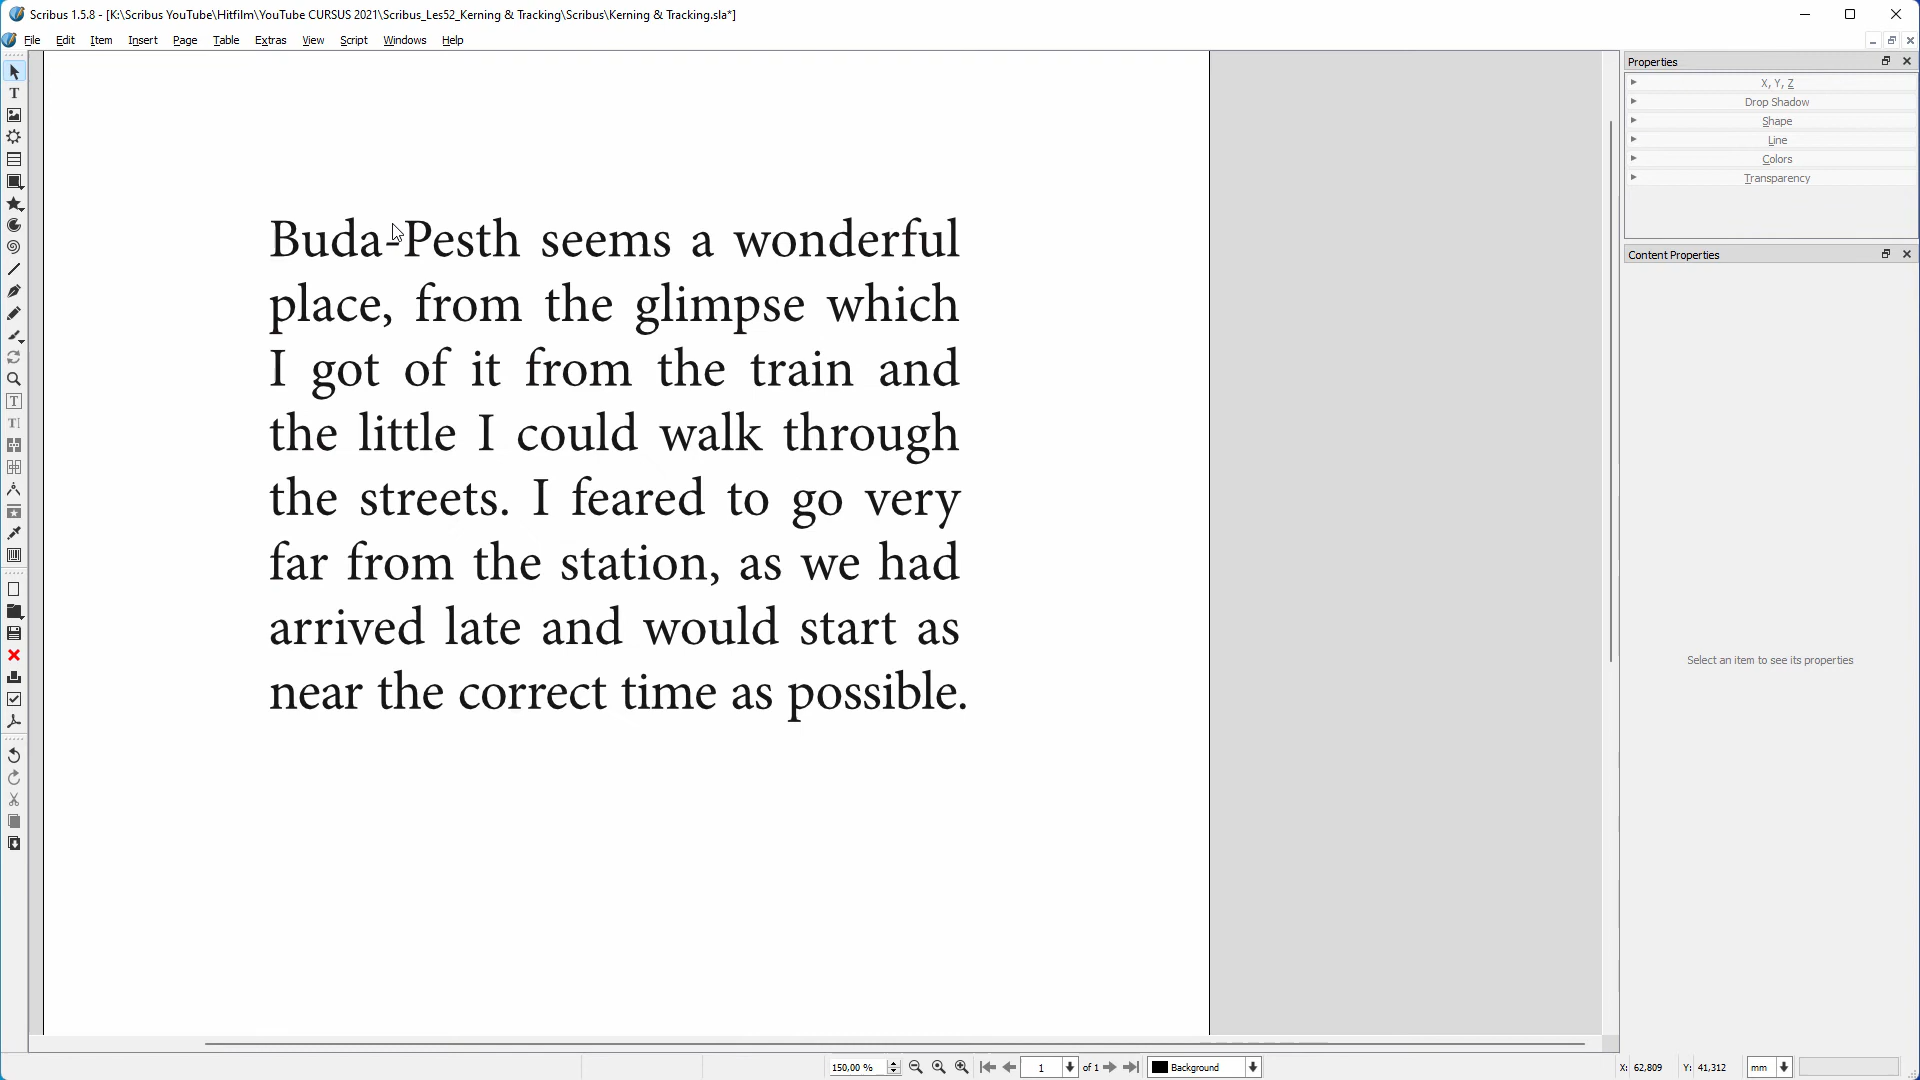 Scribus 1.5.8 - [K:\Scribus YouTube\Hitfilm\YouTube CURSUS 2021\Scribus_Les52_Kerning & Tracking\Scribus\Kerning & Tracking.sla*]
File Edit Item Insert Page Table Extras View Script Windows Help
Properties
X, Y, Z
Drop Shadow
Shape
Line
Colors
Transparency
Content Properties
Select an item to see its properties
Buda-Pesth seems a wonderful
place, from the glimpse which
I got of it from the train and
the little I could walk through
the streets. I feared to go very
far from the station, as we had
arrived late and would start as
near the correct time as possible.
150,00 % 1 of 1 Background X: 62,809 Y: 41,312 mm